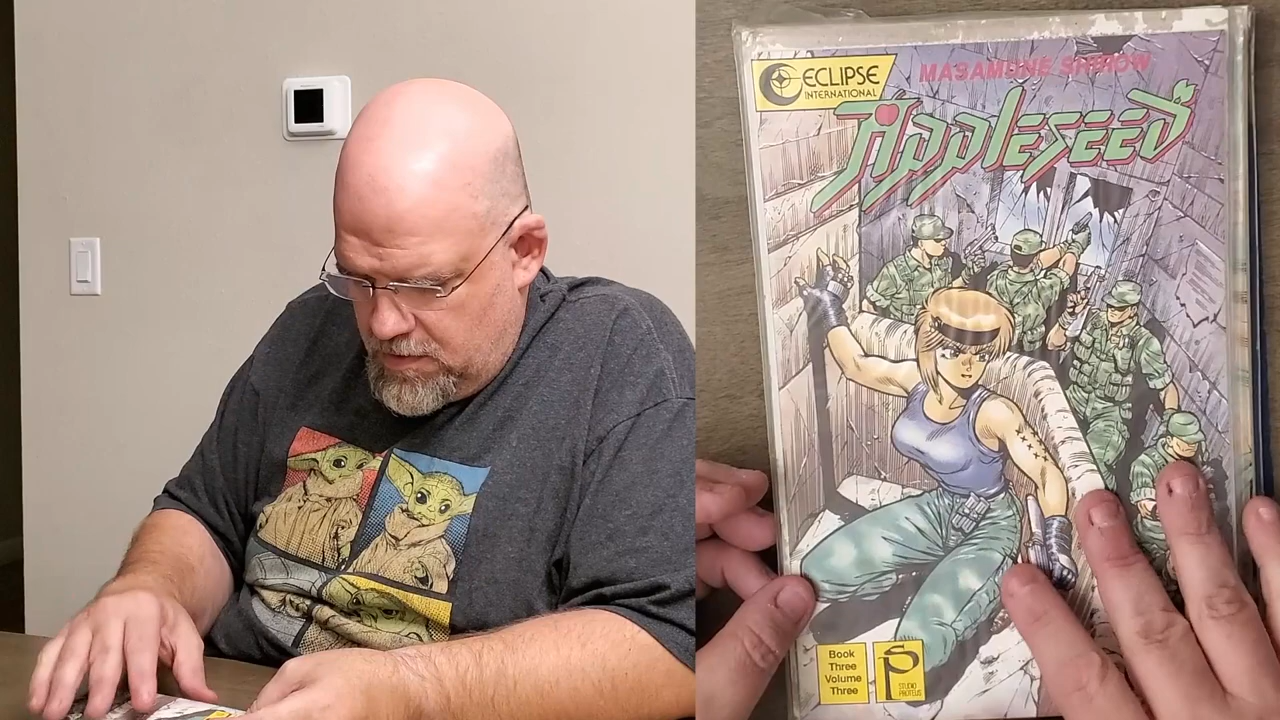 ECLIPSE
INTERNATIONAL
MASAMUNE SHIROW
AppleseeD
Book
Three
Volume
Three
STUDIO
PROTEUS